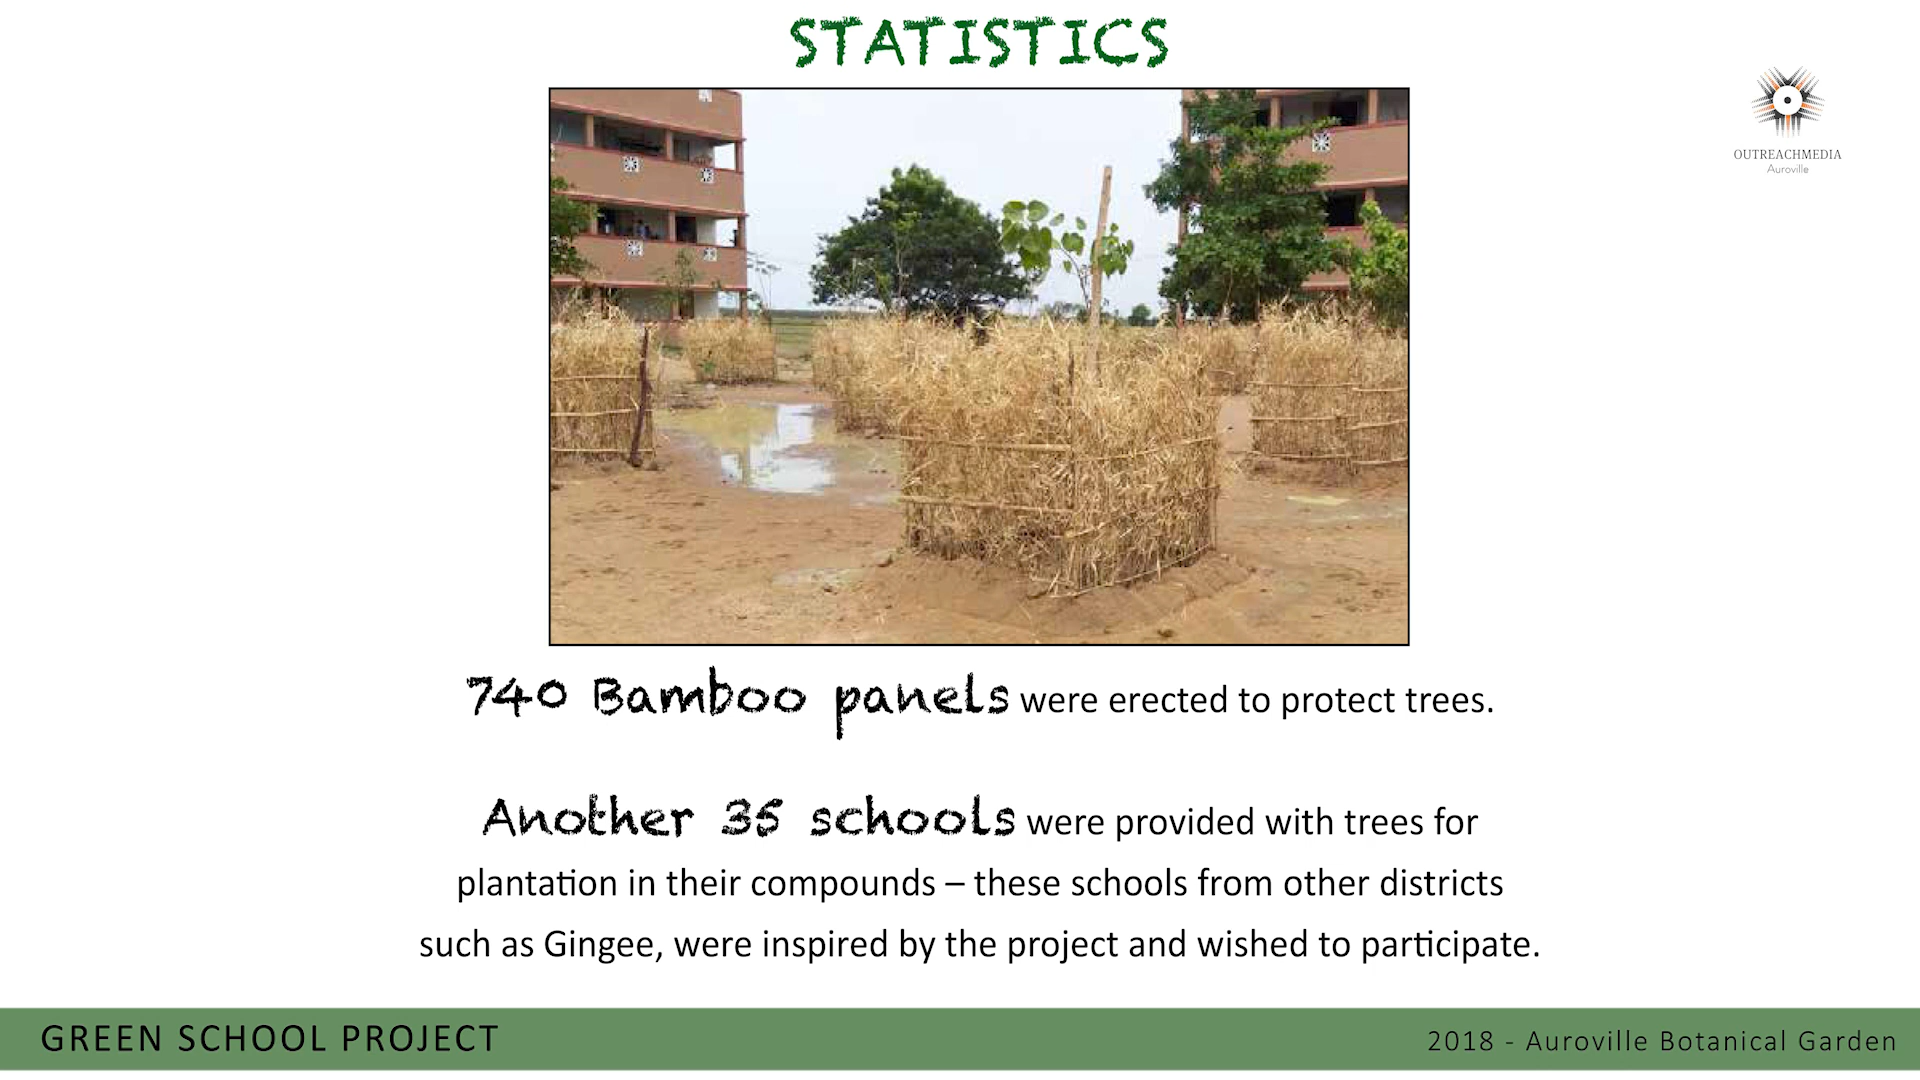 STATISTICS
OUTREACHMEDIA
Auroville
740 Bamboo panels were erected to protect trees.
Another 35 schools were provided with trees for
plantation in their compounds – these schools from other districts
such as Gingee, were inspired by the project and wished to participate.
GREEN SCHOOL PROJECT
2018 - Auroville Botanical Garden